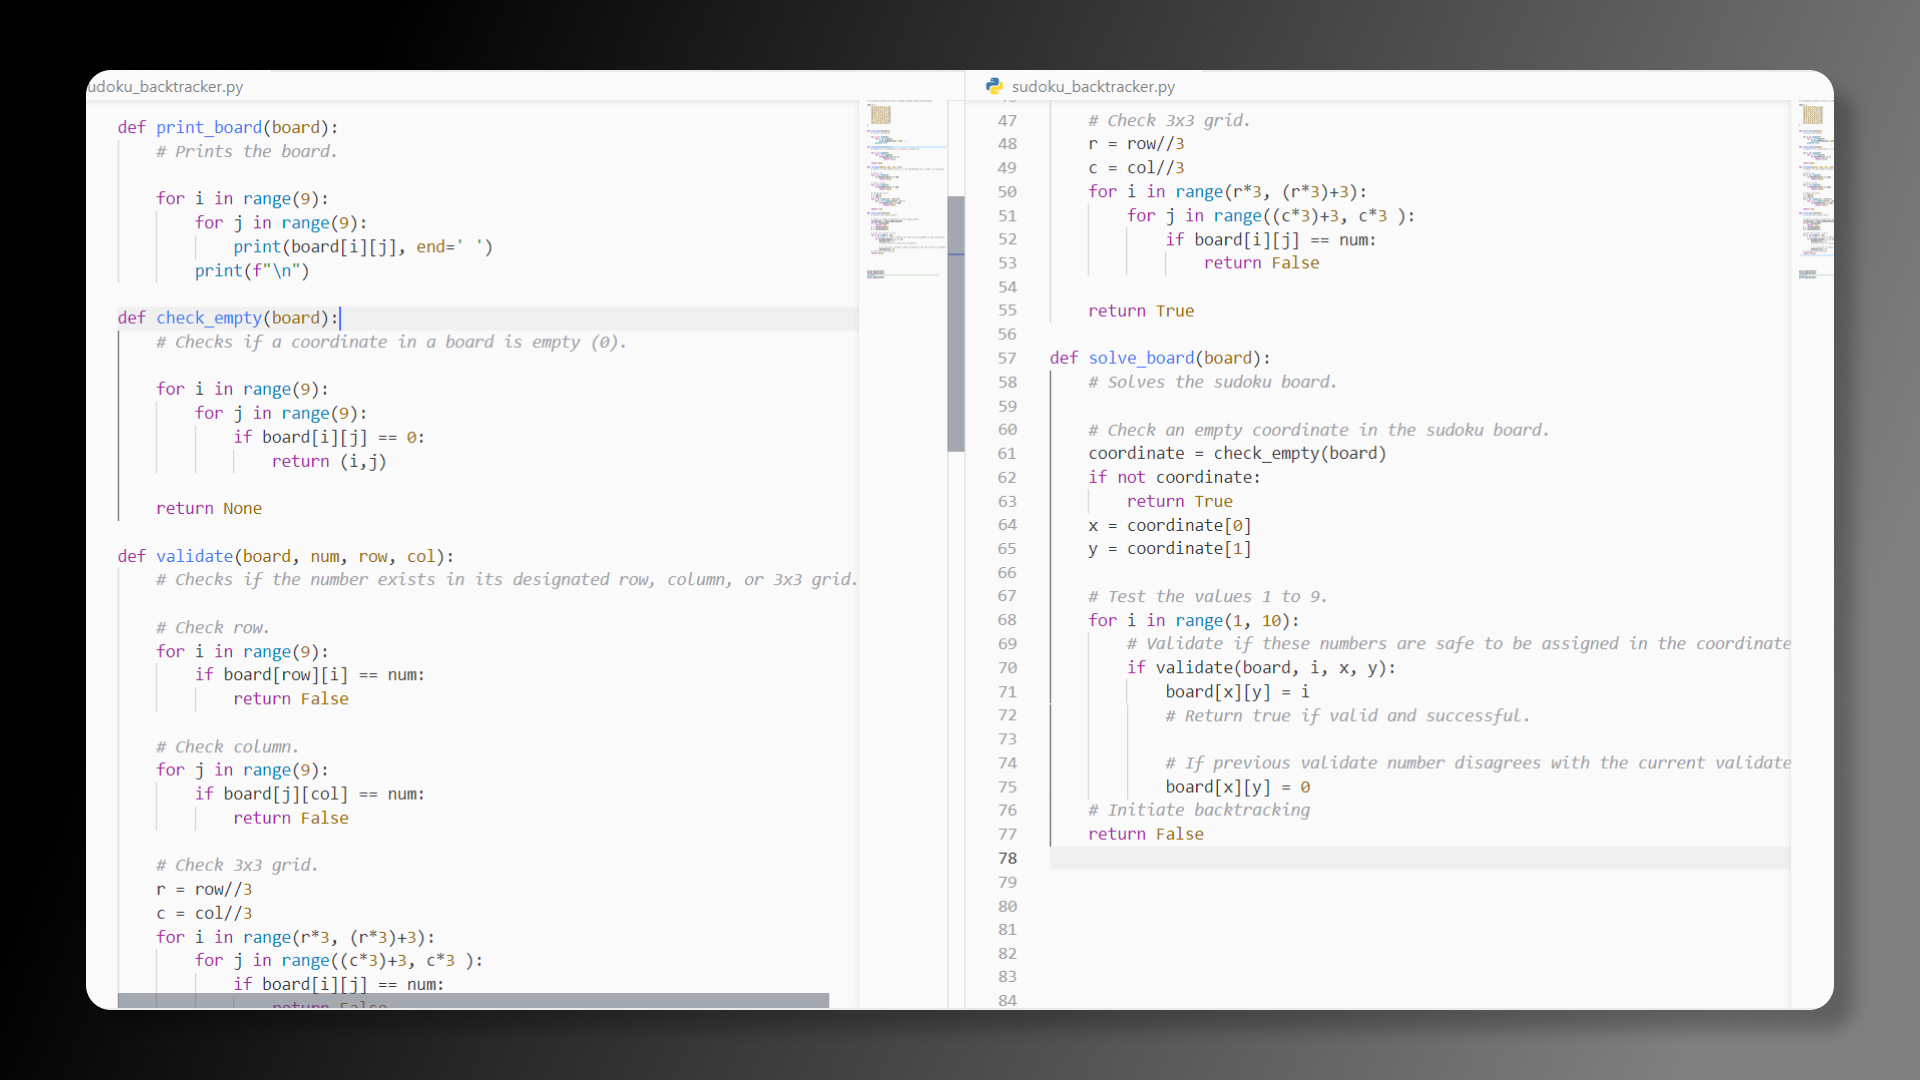 udoku_backtracker.py
def print_board(board):
# Prints the board.
for i in range(9):
for j in range(9):
print(board[i][j], end=' ')
print(f"\n")
def check_empty(board):
# Checks if a coordinate in a board is empty (0).
for i in range(9):
for j in range(9):
if board[i][j] == 0:
return (i,j)
return None
def validate(board, num, row, col):
# Checks if the number exists in its designated row, column, or 3x3 grid.
# Check row.
for i in range(9):
if board[row][i] == num:
return False
# Check column.
for j in range(9):
if board[j][col] == num:
return False
# Check 3x3 grid.
r = row//3
c = col//3
for i in range(r*3, (r*3)+3):
for j in range((c*3)+3, c*3 ):
if board[i][j] == num:
sudoku_backtracker.py
47 # Check 3x3 grid.
48 r = row//3
49 c = col//3
50 for i in range(r*3, (r*3)+3):
51 for j in range((c*3)+3, c*3 ):
52 if board[i][j] == num:
53 return False
54
55 return True
56
57 def solve_board(board):
58 # Solves the sudoku board.
59
60 # Check an empty coordinate in the sudoku board.
61 coordinate = check_empty(board)
62 if not coordinate:
63 return True
64 x = coordinate[0]
65 y = coordinate[1]
66
67 # Test the values 1 to 9.
68 for i in range(1, 10):
69 # Validate if these numbers are safe to be assigned in the coordinate
70 if validate(board, i, x, y):
71 board[x][y] = i
72 # Return true if valid and successful.
73
74 # If previous validate number disagrees with the current validate
75 board[x][y] = 0
76 # Initiate backtracking
77 return False
78
79
80
81
82
83
84